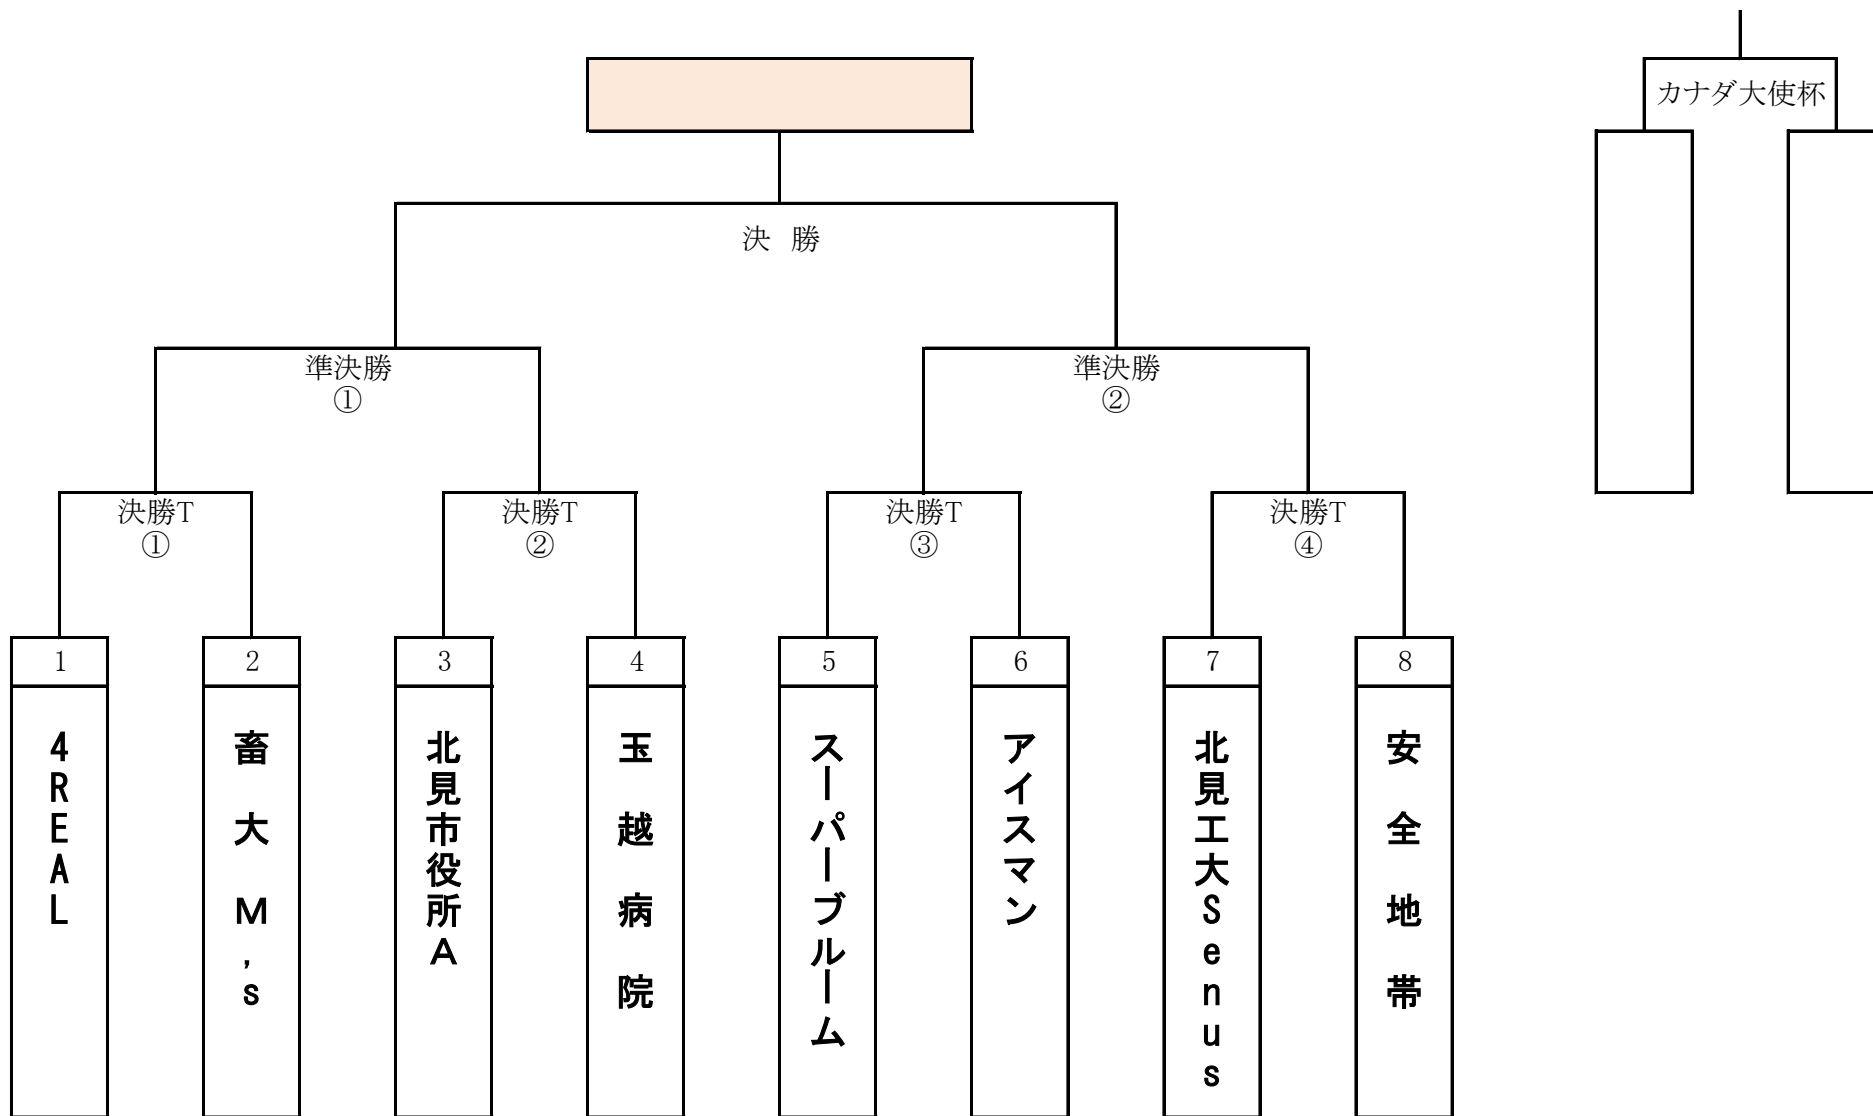 カナダ大使杯
決 勝
準決勝
①
準決勝
②
決勝T
①
決勝T
②
決勝T
③
決勝T
④
1
2
3
4
5
6
7
8
4REAL
畜大M,s
北見市役所A
玉越病院
スーパーブルーム
アイスマン
北見工大Senus
安全地帯